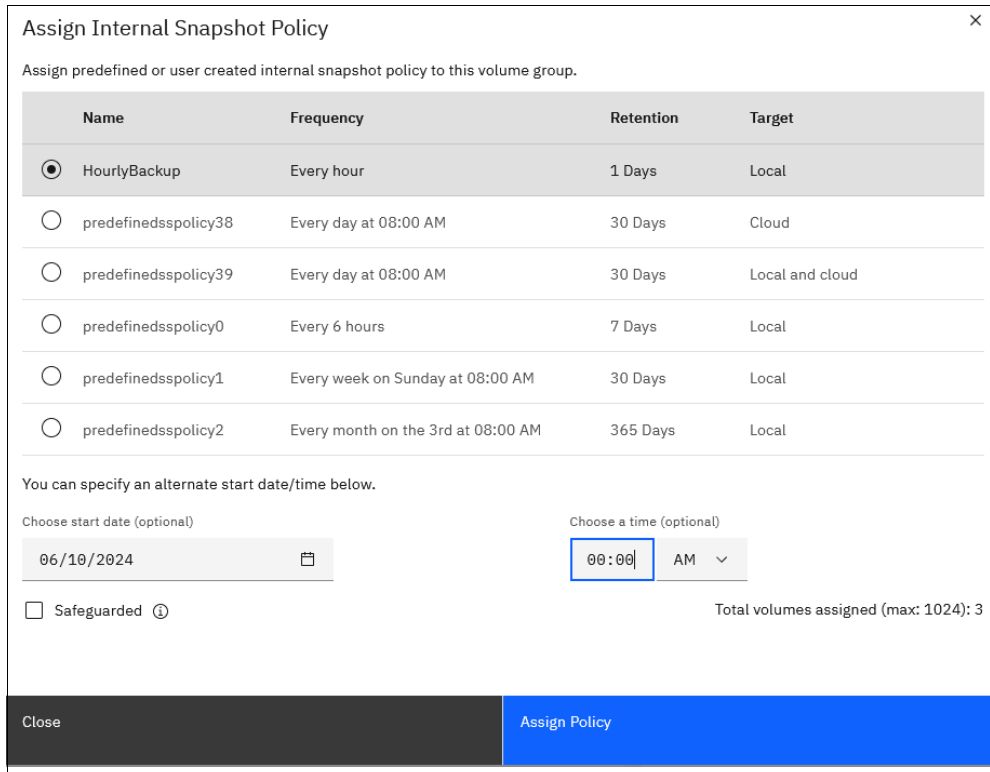 Assign Internal Snapshot Policy
Assign predefined or user created internal snapshot policy to this volume group.
Name Frequency Retention Target
HourlyBackup Every hour 1 Days Local
predefinedsspolicy38 Every day at 08:00 AM 30 Days Cloud
predefinedsspolicy39 Every day at 08:00 AM 30 Days Local and cloud
predefinedsspolicy0 Every 6 hours 7 Days Local
predefinedsspolicy1 Every week on Sunday at 08:00 AM 30 Days Local
predefinedsspolicy2 Every month on the 3rd at 08:00 AM 365 Days Local
You can specify an alternate start date/time below.
Choose start date (optional) Choose a time (optional)
06/10/2024 00:00 AM
Safeguarded Total volumes assigned (max: 1024): 3
Close Assign Policy